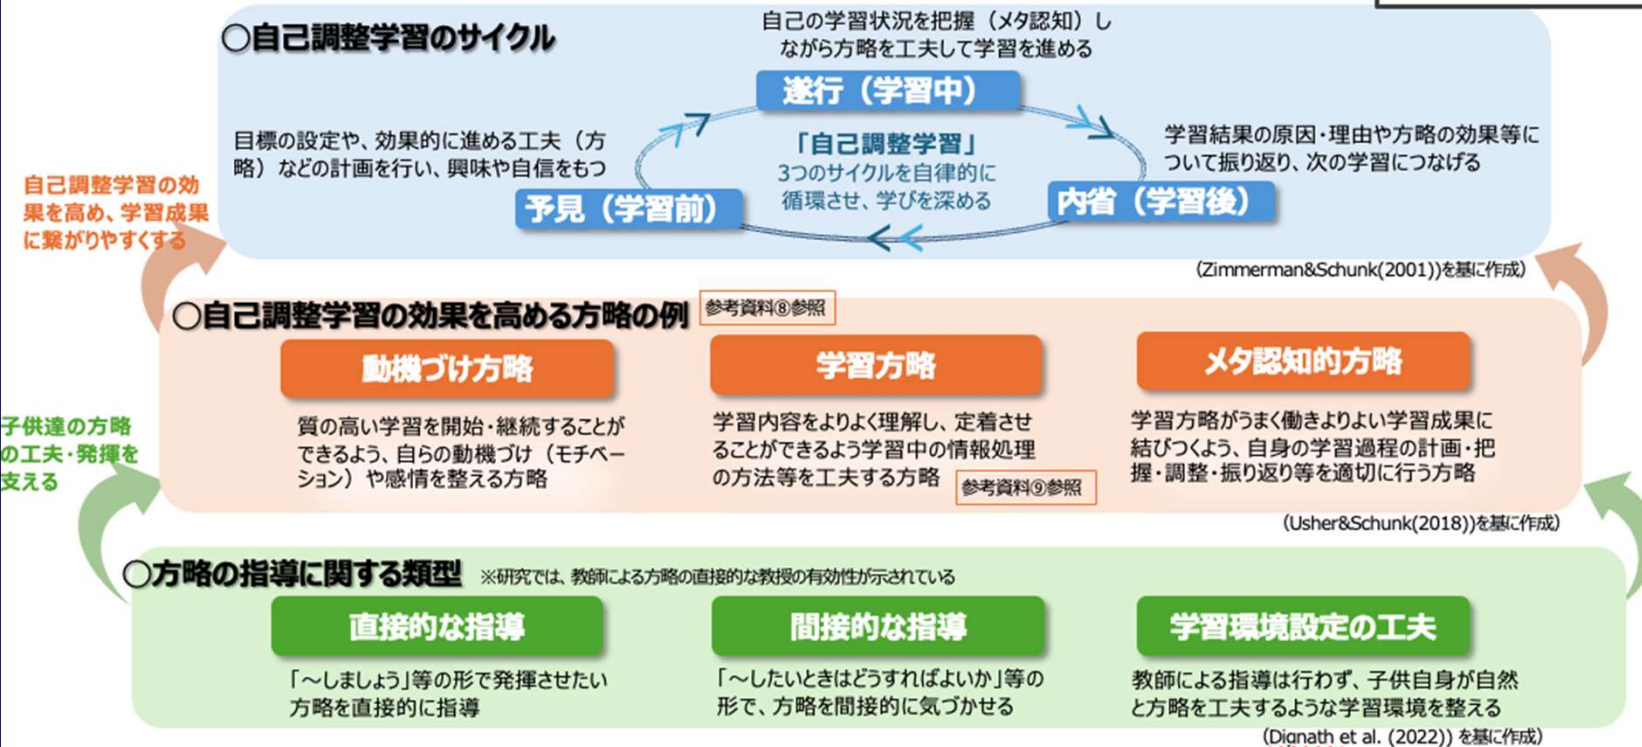 ○自己調整学習のサイクル
自己の学習状況を把握（メタ認知）し
ながら方略を工夫して学習を進める
遂行（学習中）
目標の設定や、効果的に進める工夫（方
略）などの計画を行い、興味や自信をもつ
「自己調整学習」
3つのサイクルを自律的に
循環させ、学びを深める
学習結果の原因・理由や方略の効果等に
ついて振り返り、次の学習につなげる
予見（学習前）
内省（学習後）
（Zimmerman&Schunk(2001))を基に作成）
自己調整学習の効
果を高め、学習成果
に繋がりやすくする
○自己調整学習の効果を高める方略の例
参考資料⑧参照
動機づけ方略
質の高い学習を開始・継続することが
できるよう、自らの動機づけ（モチベー
ション）や感情を整える方略
学習方略
学習内容をよりよく理解し、定着させ
ることができるよう学習中の情報処理
の方法等を工夫する方略
参考資料⑨参照
メタ認知的方略
学習方略がうまく働きよりよい学習成果に
結びつくよう、自身の学習過程の計画・把
握・調整・振り返り等を適切に行う方略
（Usher&Schunk(2018))を基に作成）
子供達の方略
の工夫・発揮を
支える
○方略の指導に関する類型
※研究では、教師による方略の直接的な教授の有効性が示されている
直接的な指導
「～しましょう」等の形で発揮させたい
方略を直接的に指導
間接的な指導
「～したいときはどうすればよいか」等の
形で、方略を間接的に気づかせる
学習環境設定の工夫
教師による指導は行わず、子供自身が自然
と方略を工夫するような学習環境を整える
（Dignath et al. (2022)) を基に作成）